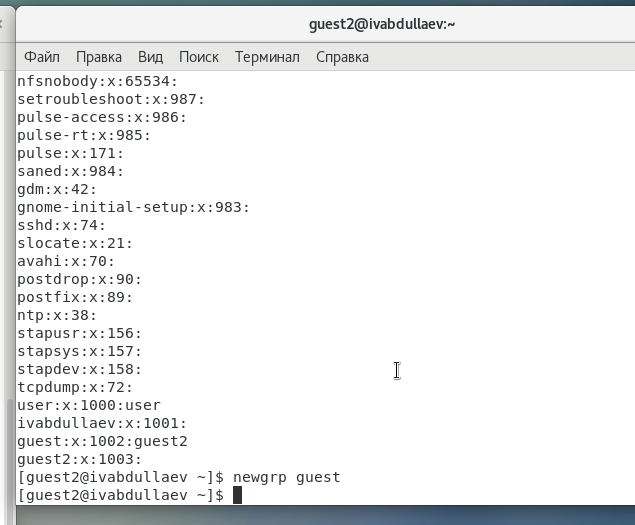 guest2@ivabdullaev:~
Файл Правка Вид Поиск Терминал Справка
nfsnobody:x:65534:
setroubleshoot:x:987:
pulse-access:x:986:
pulse-rt:x:985:
pulse:x:171:
saned:x:984:
gdm:x:42:
gnome-initial-setup:x:983:
sshd:x:74:
slocate:x:21:
avahi:x:70:
postdrop:x:90:
postfix:x:89:
ntp:x:38:
stapusr:x:156:
stapsys:x:157:
stapdev:x:158:
tcpdump:x:72:
user:x:1000:user
ivabdullaev:x:1001:
guest:x:1002:guest2
guest2:x:1003:
[guest2@ivabdullaev ~]$ newgrp guest
[guest2@ivabdullaev ~]$